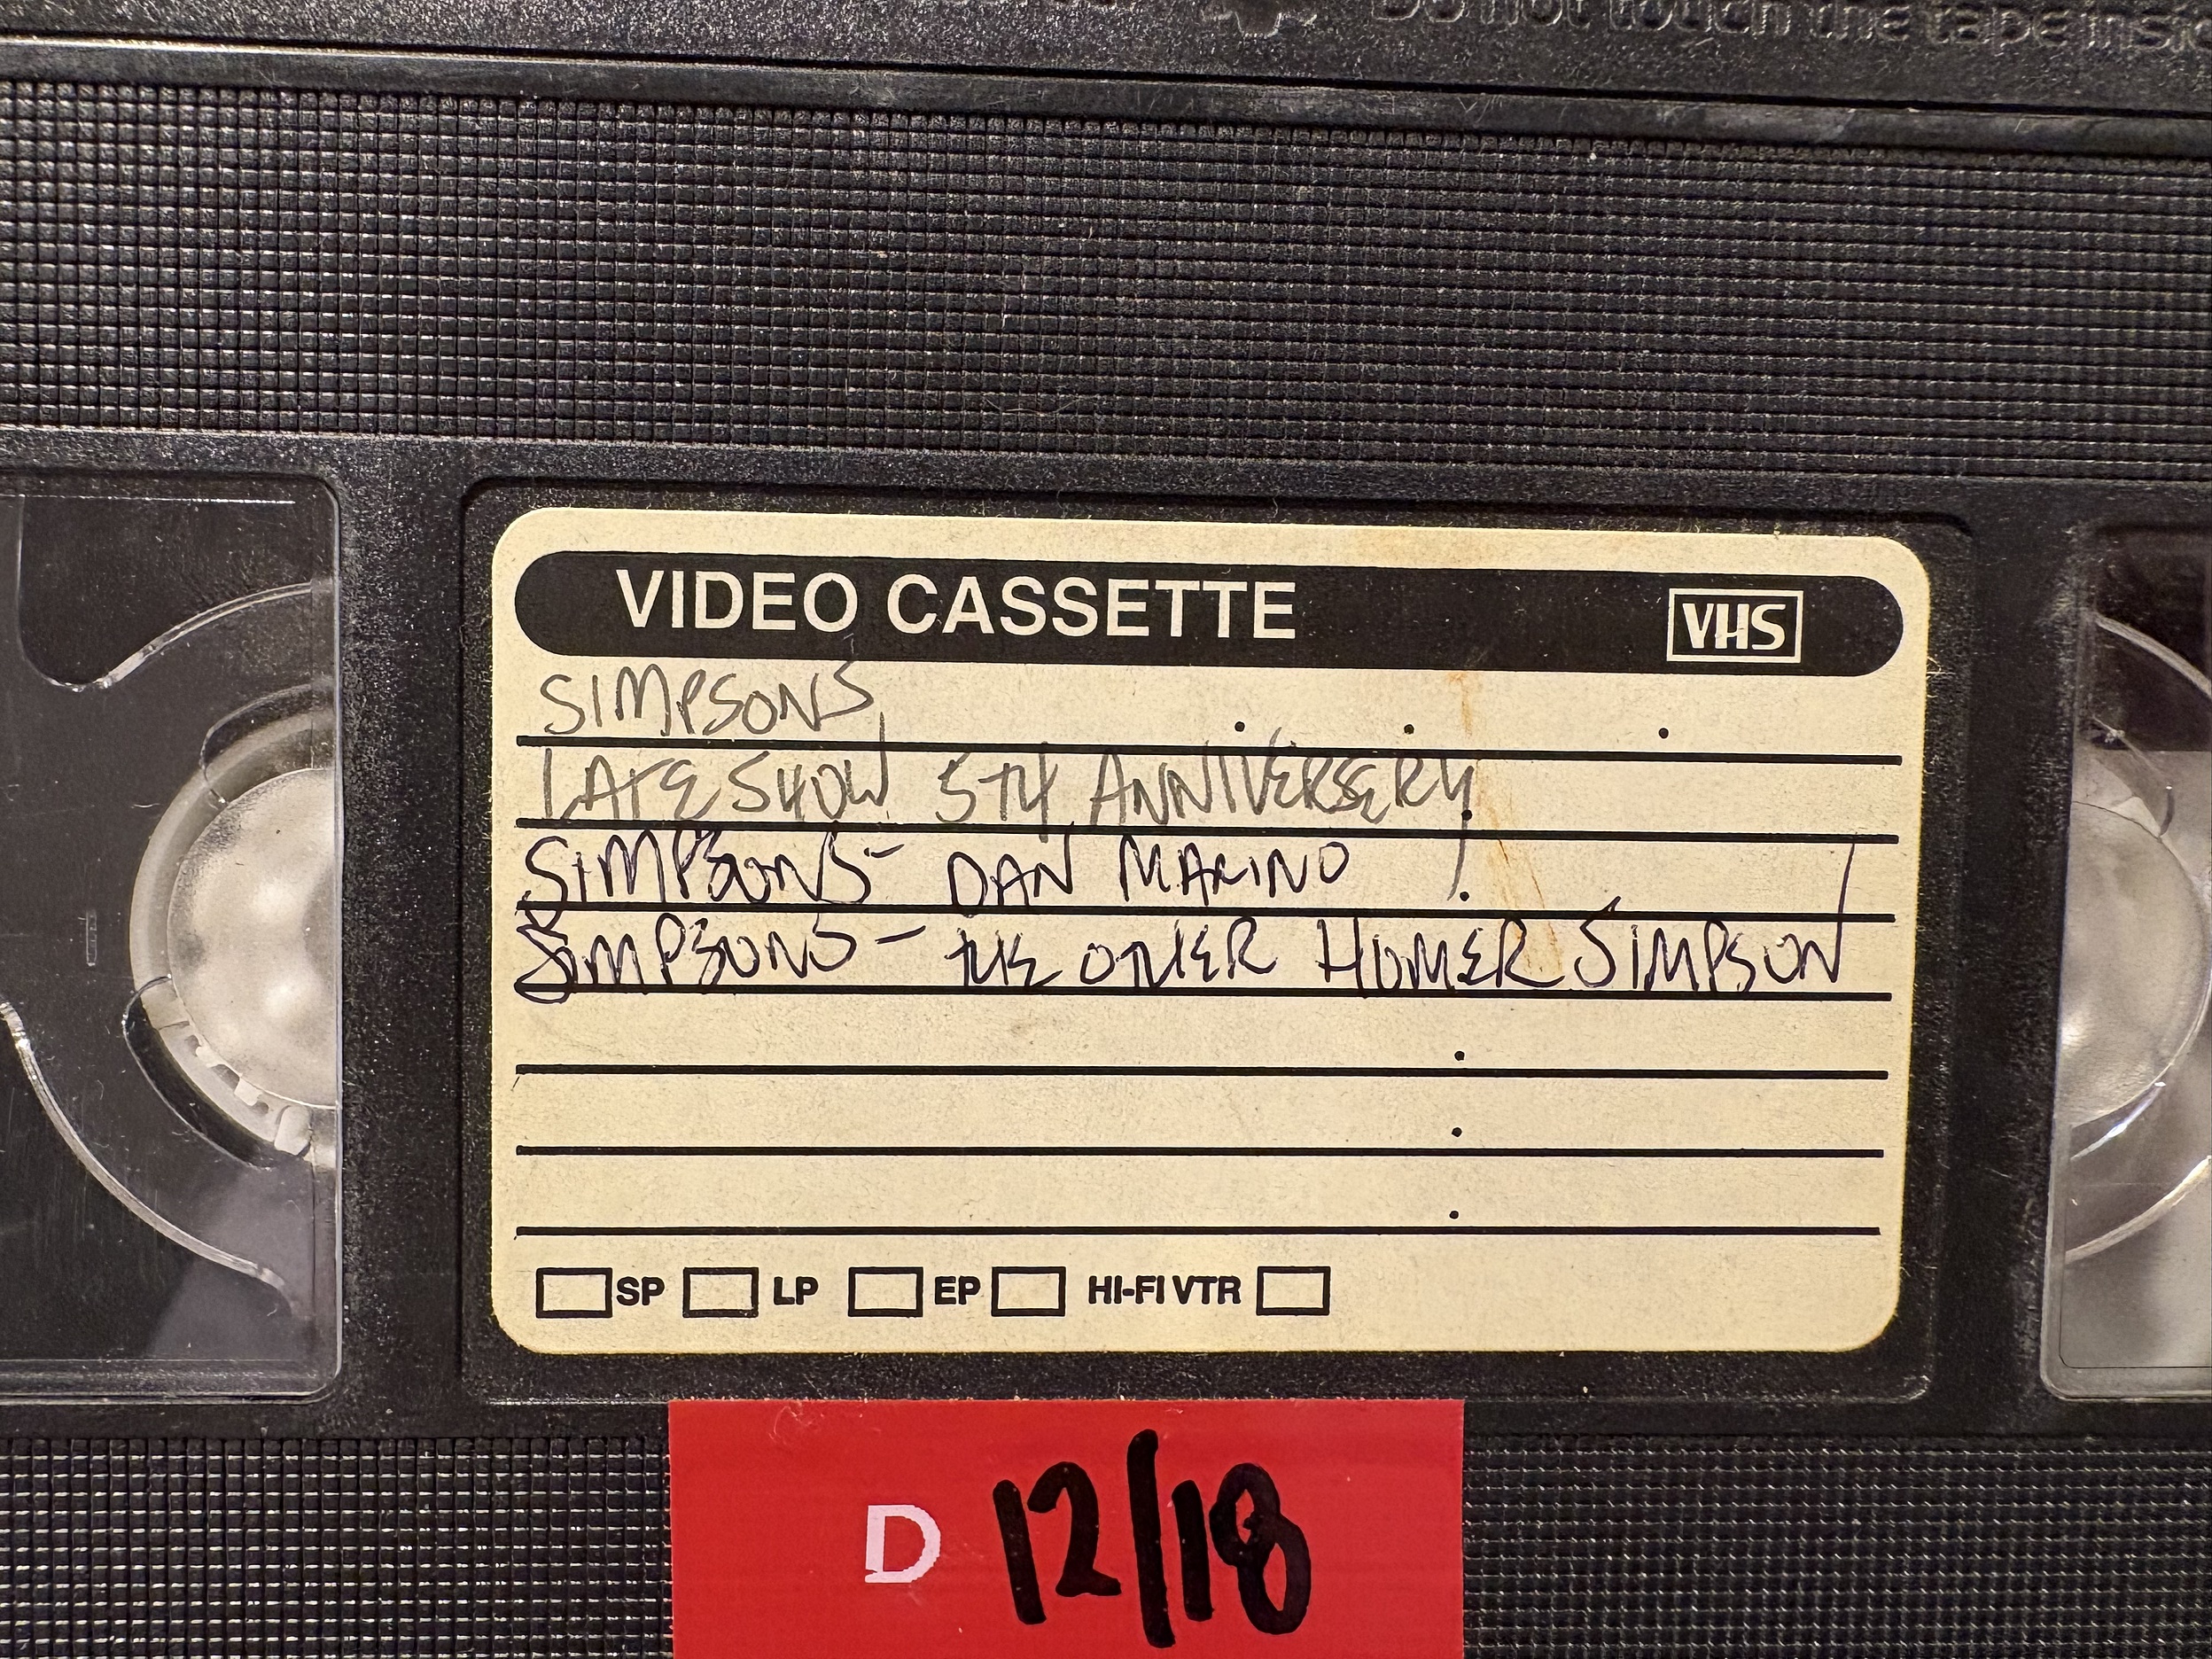 Do not touch the tape insid
VIDEO CASSETTE VHS
SIMPSONS
LATE SHOW 5TH ANNIVERSERY
SIMPSONS - DAN MARINO
SIMPSONS - THE OTHER HOMER SIMPSON
SP LP EP HI-FI VTR
D 12/18